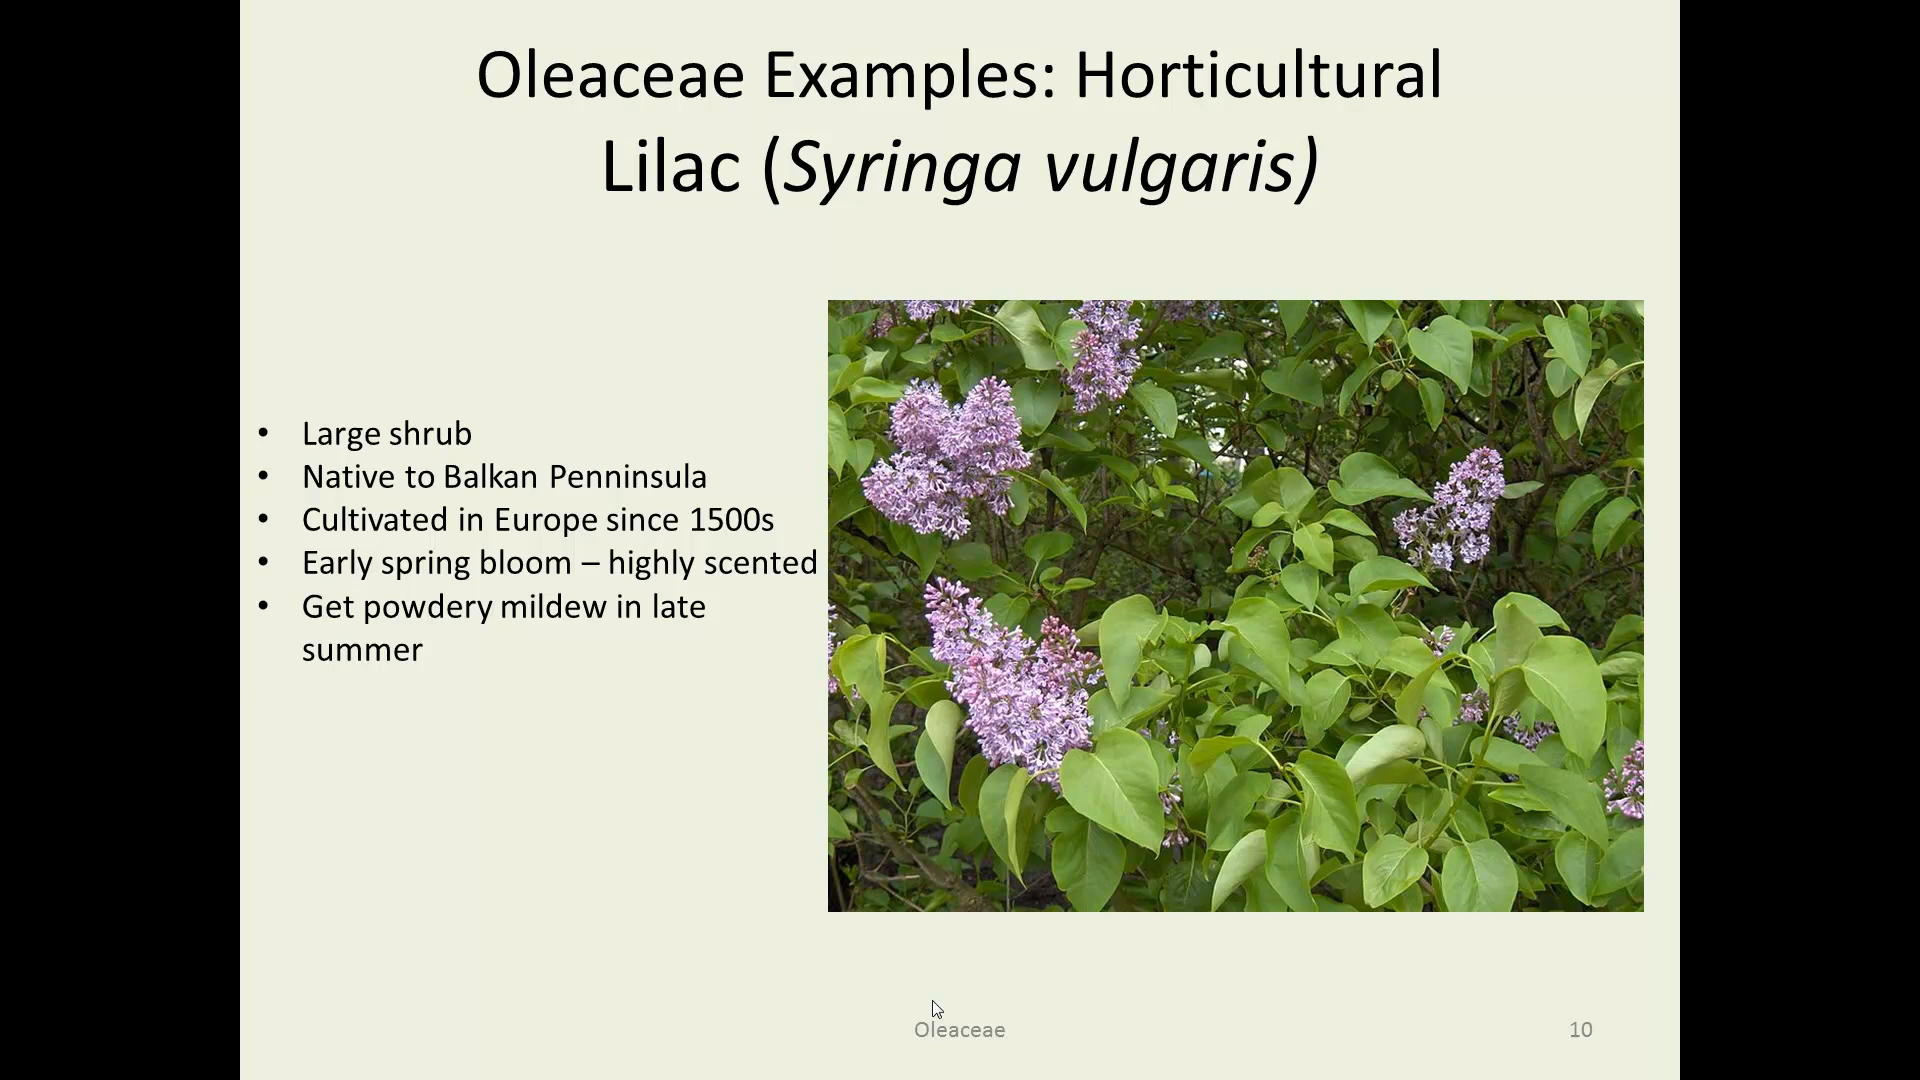 Oleaceae Examples: Horticultural
Lilac (Syringa vulgaris)
• Large shrub
• Native to Balkan Penninsula
• Cultivated in Europe since 1500s
• Early spring bloom – highly scented
• Get powdery mildew in late
summer
Oleaceae
10